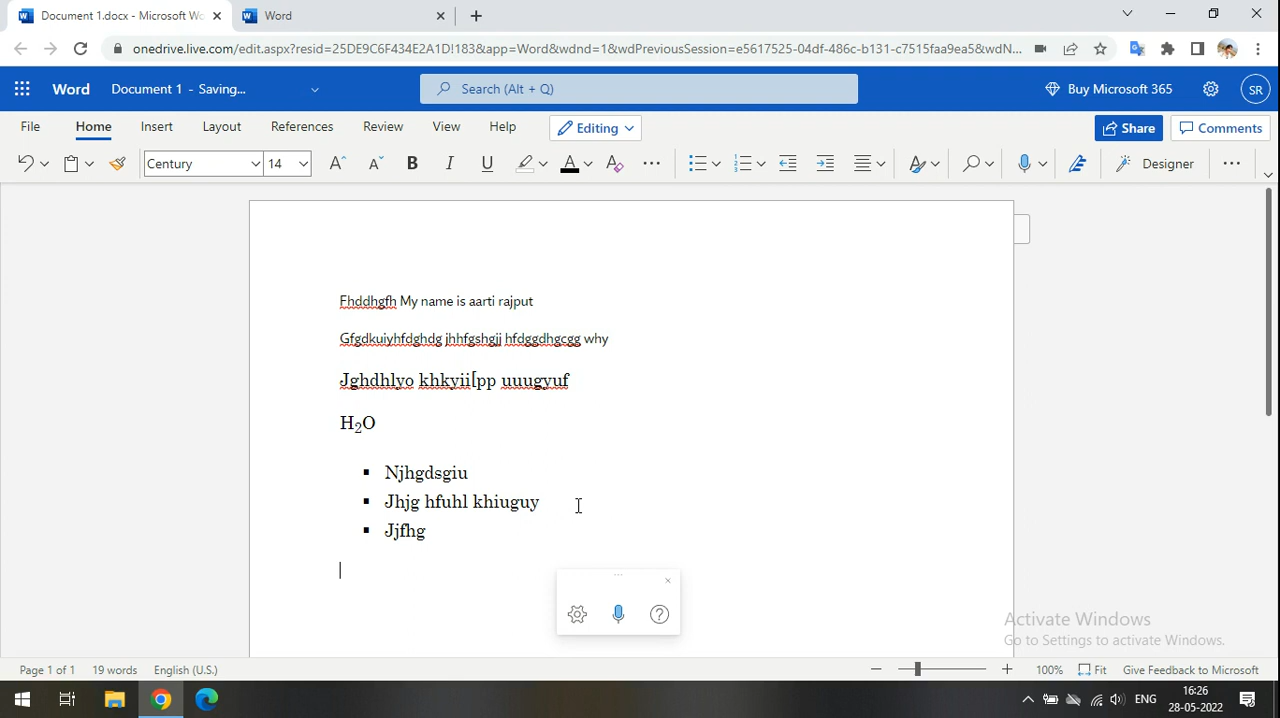 Document 1.docx - Microsoft Wo
Word
onedrive.live.com/edit.aspx?resid=25DE9C6F434E2A1D!183&app=Word&wdnd=1&wdPreviousSession=e5617525-04df-486c-b131-c7515faa9ea5&wdN...
Word Document 1 - Saving...
Search (Alt + Q)
Buy Microsoft 365
SR
File Home Insert Layout References Review View Help Editing
Share Comments
Century 14
B I U A
Designer
Fhddhgfh My name is aarti rajput
Gfgdkuiyhfdghdg jhhfgshgjj hfdggdhgcgg why
Jghdhlyo khkyii[pp uuugyuf
H₂O
▪ Njhgdsgiu
▪ Jhjg hfuhl khiuguy
▪ Jjfhg
Activate Windows
Go to Settings to activate Windows.
Page 1 of 1 19 words English (U.S.)
100% Fit Give Feedback to Microsoft
ENG
16:26
28-05-2022